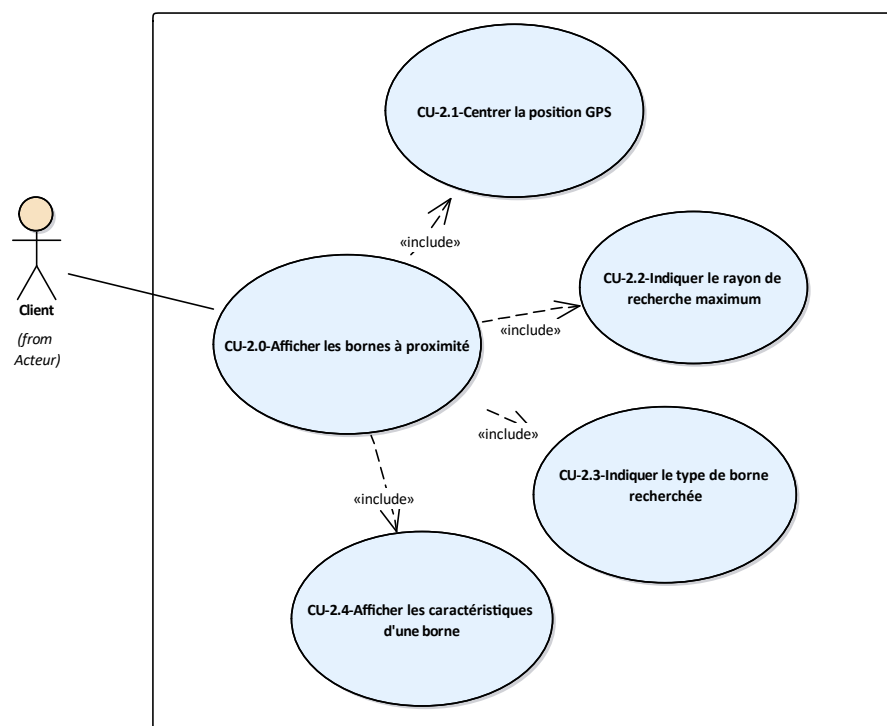 CU-2.1-Centrer la position GPS
«include»
CU-2.2-Indiquer le rayon de
recherche maximum
Client
(from
Acteur)
«include»
CU-2.0-Afficher les bornes à proximité
«include»
CU-2.3-Indiquer le type de borne
recherchée
«include»
CU-2.4-Afficher les caractéristiques
d'une borne